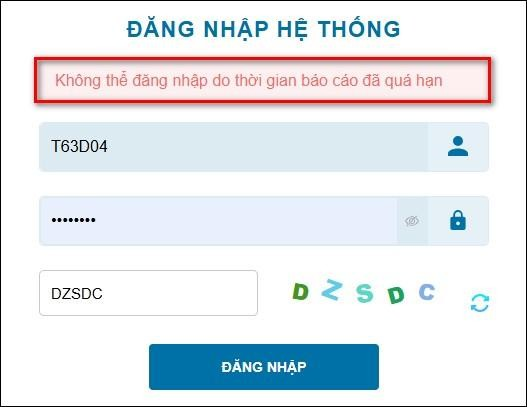 ĐĂNG NHẬP HỆ THỐNG
Không thể đăng nhập do thời gian báo cáo đã quá hạn
T63D04
••••••••
DZSDC
DZSDC
ĐĂNG NHẬP